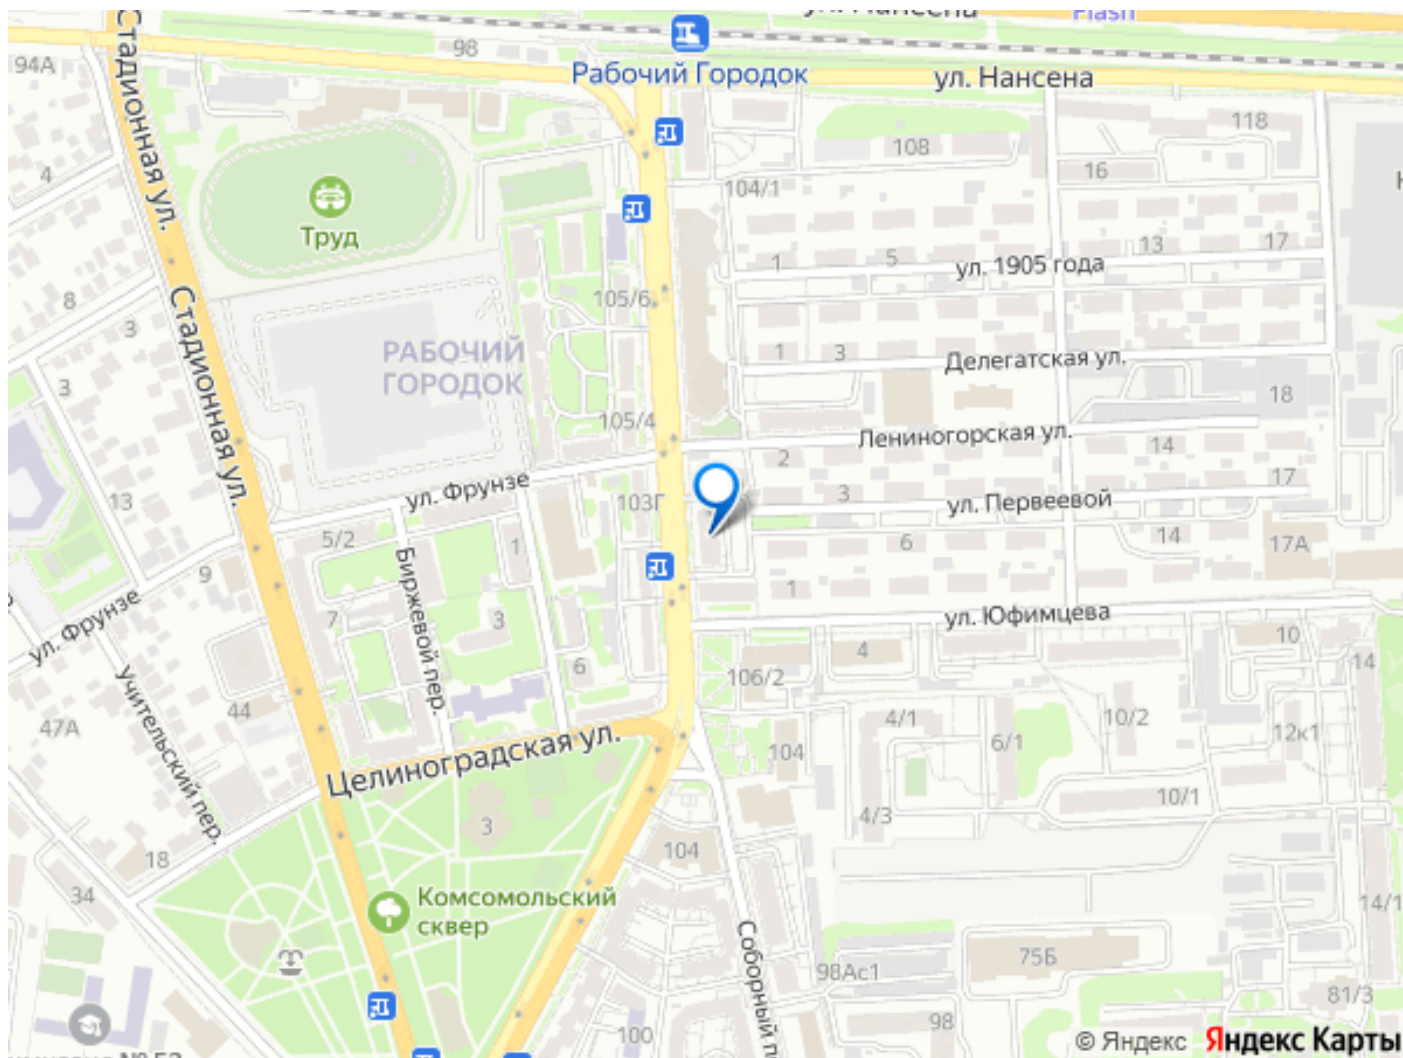 ул. Нансена
Flash
98
94А
Рабочий Городок
ул. Нансена
Стадионная ул.
118
108
16
4
104/1
Труд
13
17
5
1
ул. 1905 года
105/6
8
3
Стадионная ул.
РАБОЧИЙ
ГОРОДОК
1
3
Делегатская ул.
3
18
105/4
Лениногорская ул.
14
2
17
ул. Фрунзе
13
103Г
3
ул. Первеевой
5/2
1
6
14
17А
9
Биржевой пер.
ул. Фрунзе
1
7
3
ул. Юфимцева
10
4
14
6
106/2
Учительский пер.
44
47А
4/1
10/2
6/1
12к1
104
Целиноградская ул.
10/1
3
4/3
104
18
34
Комсомольский
сквер
14/1
Соборный п
75Б
98Ас1
81/3
98
100
© Яндекс Яндекс Карты